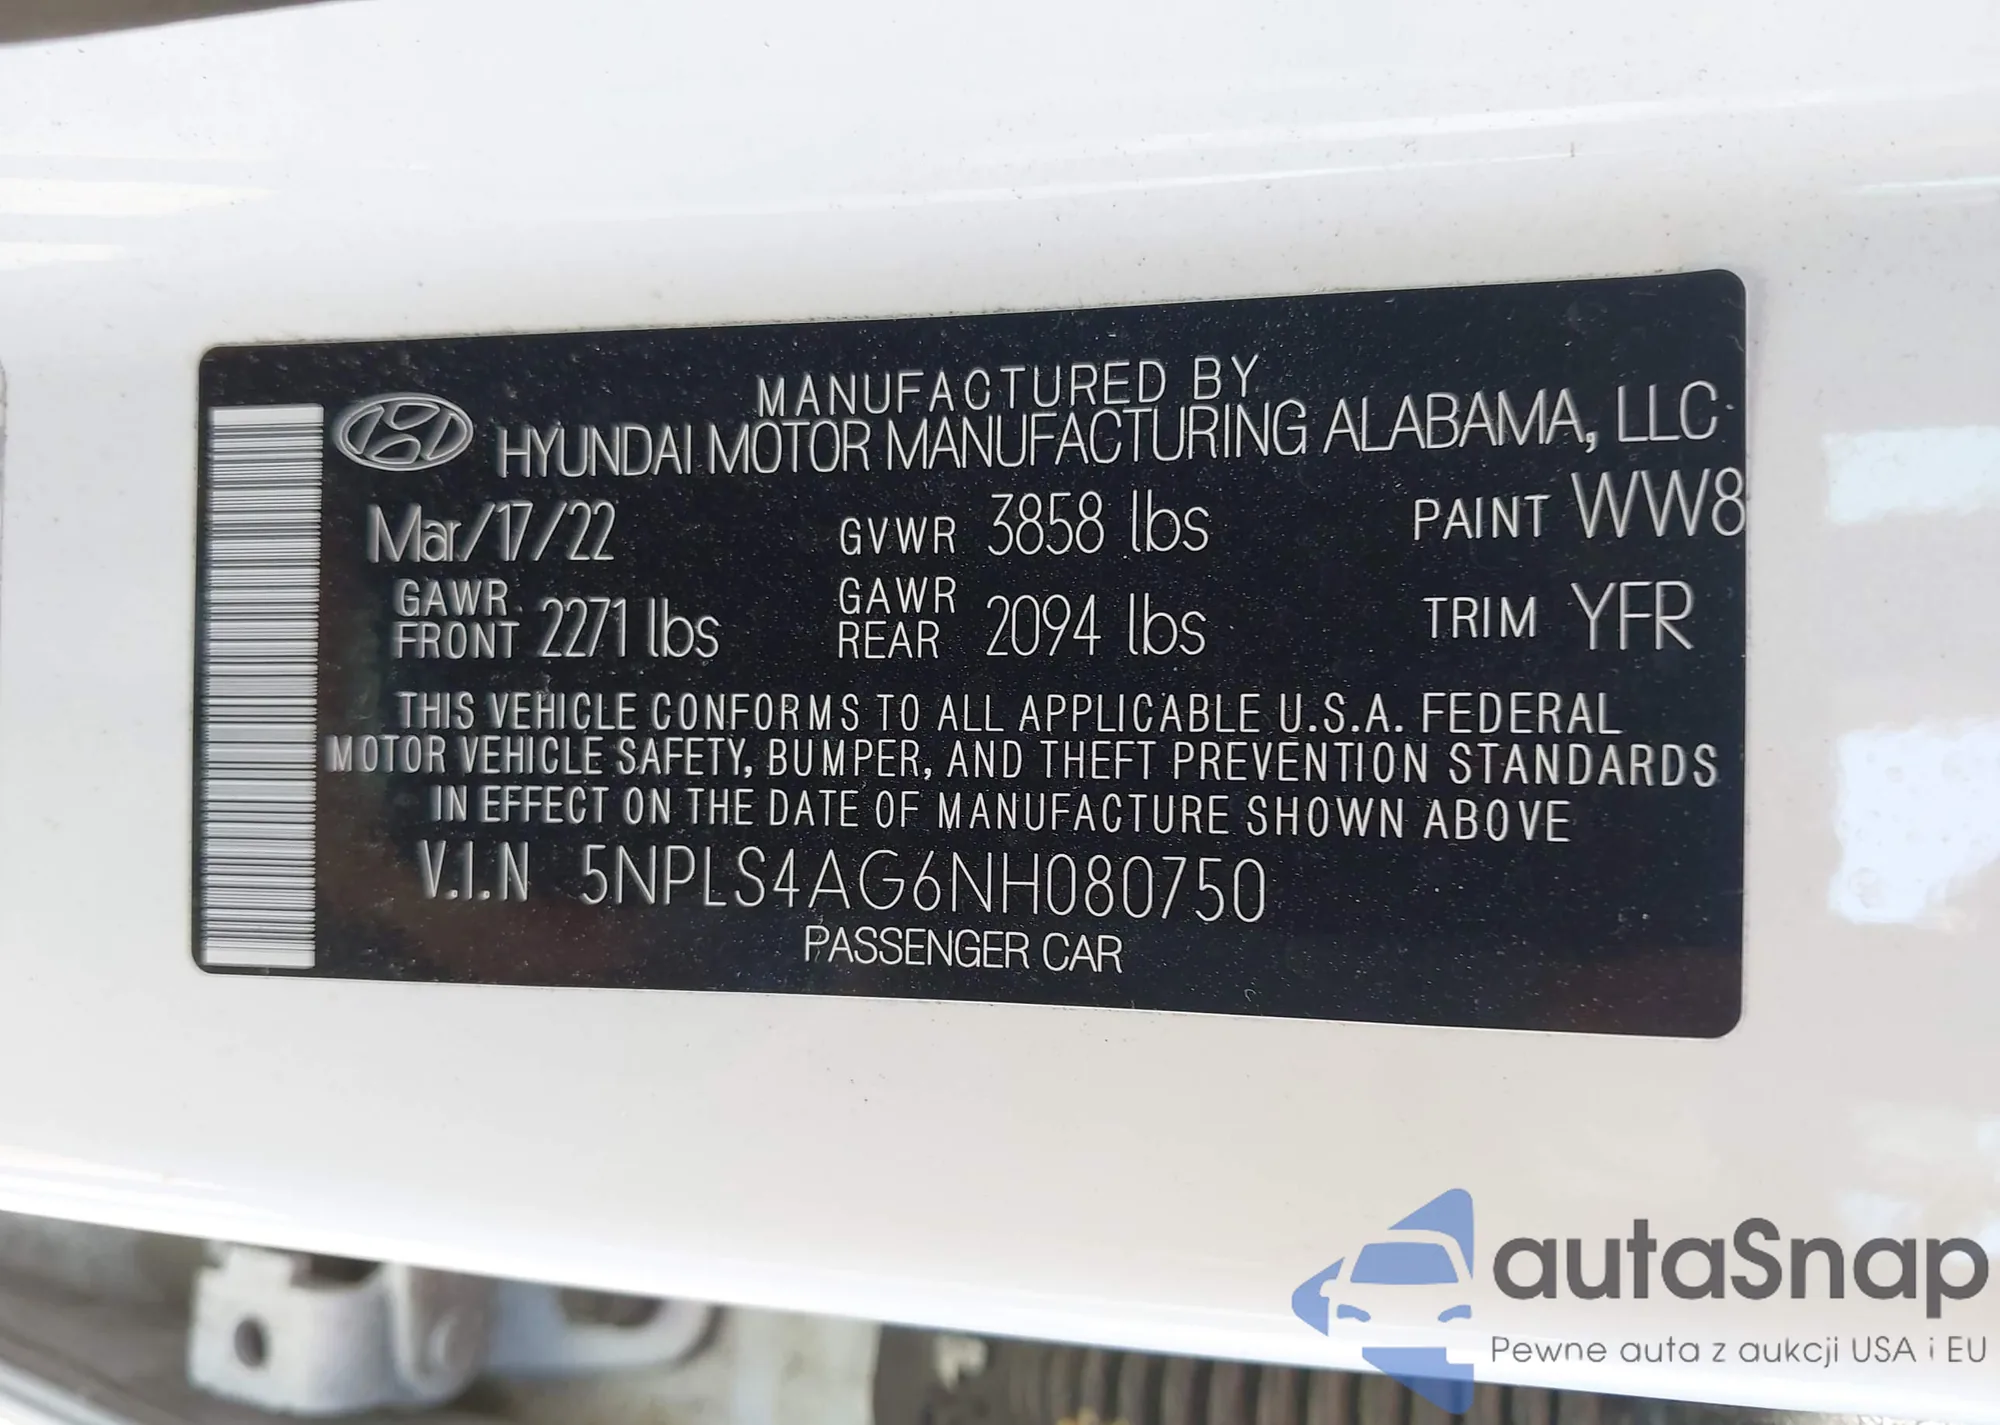 MANUFACTURED BY
HYUNDAI MOTOR MANUFACTURING ALABAMA, LLC
Mar/17/22 GVWR 3858 lbs PAINT WW8
GAWR FRONT 2271 lbs GAWR REAR 2094 lbs TRIM YFR
THIS VEHICLE CONFORMS TO ALL APPLICABLE U.S.A. FEDERAL
MOTOR VEHICLE SAFETY, BUMPER, AND THEFT PREVENTION STANDARDS
IN EFFECT ON THE DATE OF MANUFACTURE SHOWN ABOVE
V.I.N 5NPLS4AG6NH080750
PASSENGER CAR
autaSnap
Pewne auta z aukcji USA i EU